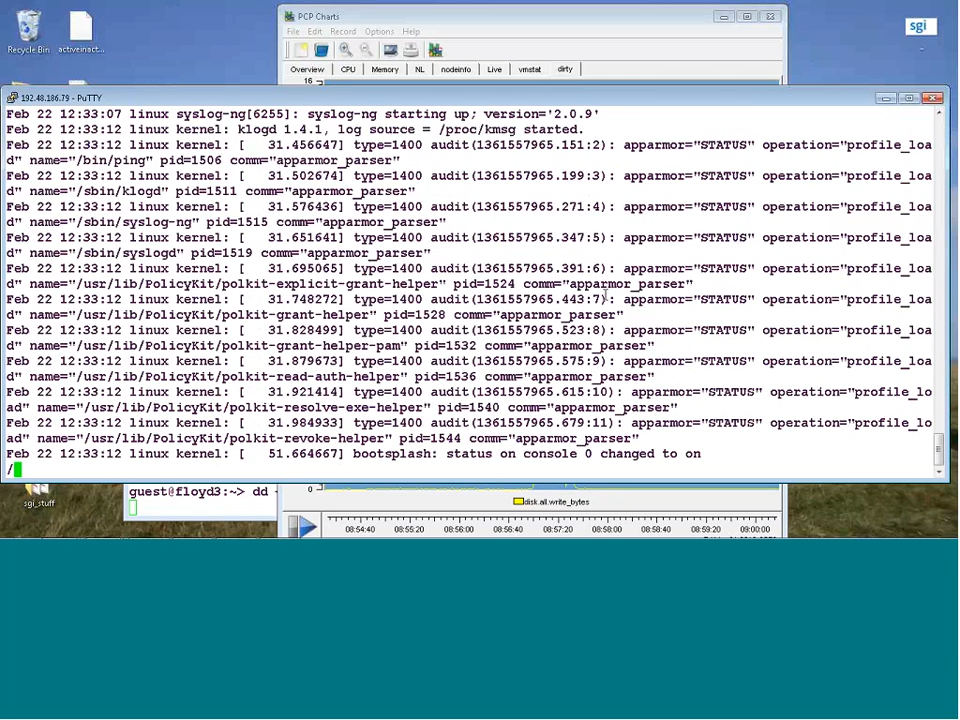 PCP Charts
File Edit Record Options Help
Overview CPU Memory NL nodeinfo Live vmstat dirty
16
Recycle Bin
activeinact...
sgi
192.48.186.79 - PuTTY
Feb 22 12:33:07 linux syslog-ng[6255]: syslog-ng starting up; version='2.0.9'
Feb 22 12:33:12 linux kernel: klogd 1.4.1, log source = /proc/kmsg started.
Feb 22 12:33:12 linux kernel: [   31.456647] type=1400 audit(1361557965.151:2): apparmor="STATUS" operation="profile_loa
d" name="/bin/ping" pid=1506 comm="apparmor_parser"
Feb 22 12:33:12 linux kernel: [   31.502674] type=1400 audit(1361557965.199:3): apparmor="STATUS" operation="profile_loa
d" name="/sbin/klogd" pid=1511 comm="apparmor_parser"
Feb 22 12:33:12 linux kernel: [   31.576436] type=1400 audit(1361557965.271:4): apparmor="STATUS" operation="profile_loa
d" name="/sbin/syslog-ng" pid=1515 comm="apparmor_parser"
Feb 22 12:33:12 linux kernel: [   31.651641] type=1400 audit(1361557965.347:5): apparmor="STATUS" operation="profile_loa
d" name="/sbin/syslogd" pid=1519 comm="apparmor_parser"
Feb 22 12:33:12 linux kernel: [   31.695065] type=1400 audit(1361557965.391:6): apparmor="STATUS" operation="profile_loa
d" name="/usr/lib/PolicyKit/polkit-explicit-grant-helper" pid=1524 comm="apparmor_parser"
Feb 22 12:33:12 linux kernel: [   31.748272] type=1400 audit(1361557965.443:7): apparmor="STATUS" operation="profile_loa
d" name="/usr/lib/PolicyKit/polkit-grant-helper" pid=1528 comm="apparmor_parser"
Feb 22 12:33:12 linux kernel: [   31.828499] type=1400 audit(1361557965.523:8): apparmor="STATUS" operation="profile_loa
d" name="/usr/lib/PolicyKit/polkit-grant-helper-pam" pid=1532 comm="apparmor_parser"
Feb 22 12:33:12 linux kernel: [   31.879673] type=1400 audit(1361557965.575:9): apparmor="STATUS" operation="profile_loa
d" name="/usr/lib/PolicyKit/polkit-read-auth-helper" pid=1536 comm="apparmor_parser"
Feb 22 12:33:12 linux kernel: [   31.921414] type=1400 audit(1361557965.615:10): apparmor="STATUS" operation="profile_lo
ad" name="/usr/lib/PolicyKit/polkit-resolve-exe-helper" pid=1540 comm="apparmor_parser"
Feb 22 12:33:12 linux kernel: [   31.984933] type=1400 audit(1361557965.679:11): apparmor="STATUS" operation="profile_lo
ad" name="/usr/lib/PolicyKit/polkit-revoke-helper" pid=1544 comm="apparmor_parser"
Feb 22 12:33:12 linux kernel: [   51.664667] bootsplash: status on console 0 changed to on
/
sgi_stuff
guest@floyd3:~> dd
0
disk.all.write_bytes
08:54:40 08:55:20 08:56:00 08:56:40 08:57:20 08:58:00 08:58:40 08:59:20 09:00:00